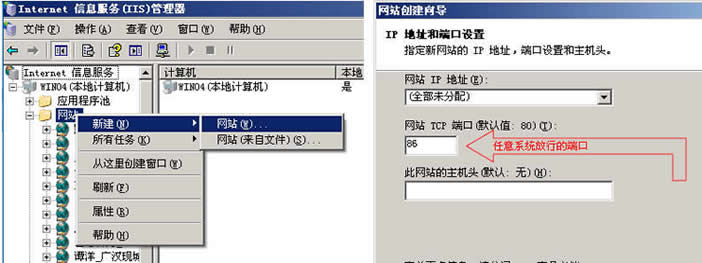 Internet 信息服务(IIS)管理器
文件(F) 操作(A) 查看(V) 窗口(W) 帮助(H)
Internet 信息服务
WIN04(本地计算机)
应用程序池
网站
计算机
本地
WIN04(本地计算机)
是
新建(N)
所有任务(K)
从这里创建窗口(W)
刷新(F)
属性(R)
帮助(H)
网站(W)...
网站(来自文件)(S)...
谭洋_广汉现场
网站创建向导
IP 地址和端口设置
指定新网站的 IP 地址，端口设置和主机头。
网站 IP 地址(E):
(全部未分配)
网站 TCP 端口(默认值: 80)(T):
86
任意系统放行的端口
此网站的主机头(默认: 无)(H):